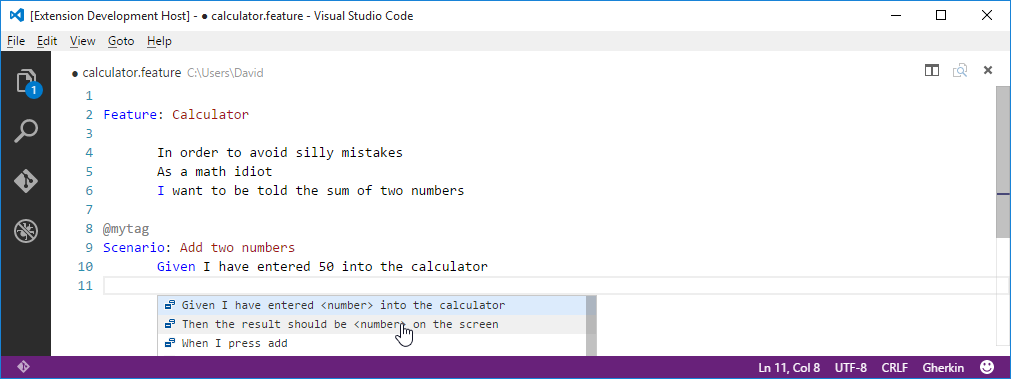 [Extension Development Host] - ● calculator.feature - Visual Studio Code
File Edit View Goto Help
● calculator.feature C:\Users\David
1
1
2 Feature: Calculator
3
4 In order to avoid silly mistakes
5 As a math idiot
6 I want to be told the sum of two numbers
7
8 @mytag
9 Scenario: Add two numbers
10 Given I have entered 50 into the calculator
11
Given I have entered <number> into the calculator
Then the result should be <number> on the screen
When I press add
Ln 11, Col 8 UTF-8 CRLF Gherkin